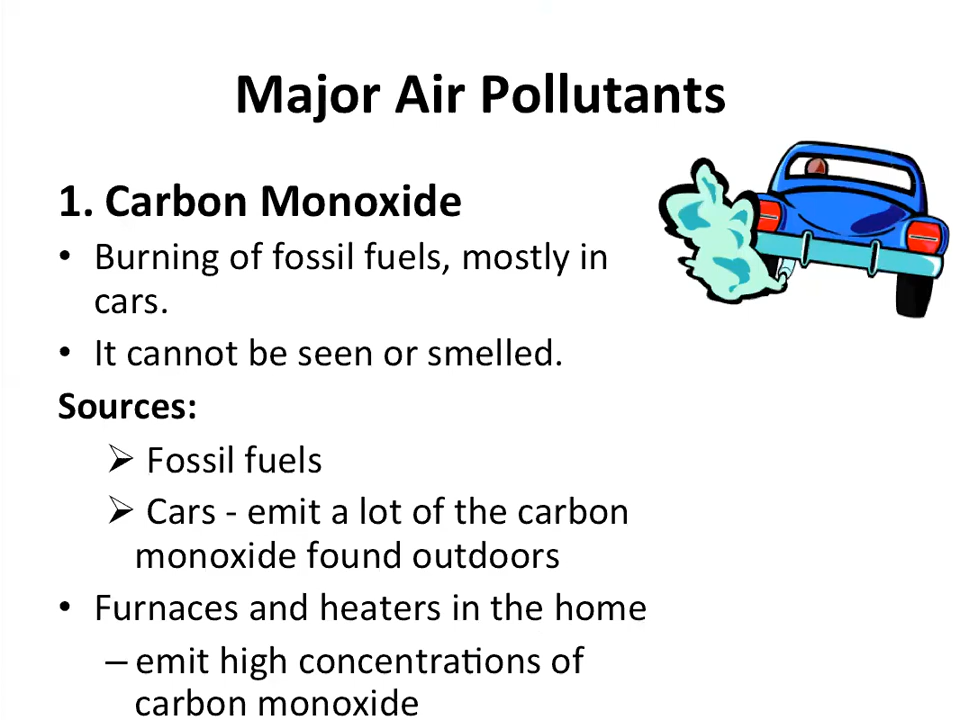 Major Air Pollutants
1. Carbon Monoxide
• Burning of fossil fuels, mostly in
cars.
• It cannot be seen or smelled.
Sources:
➢ Fossil fuels
➢ Cars - emit a lot of the carbon
monoxide found outdoors
• Furnaces and heaters in the home
– emit high concentrations of
carbon monoxide